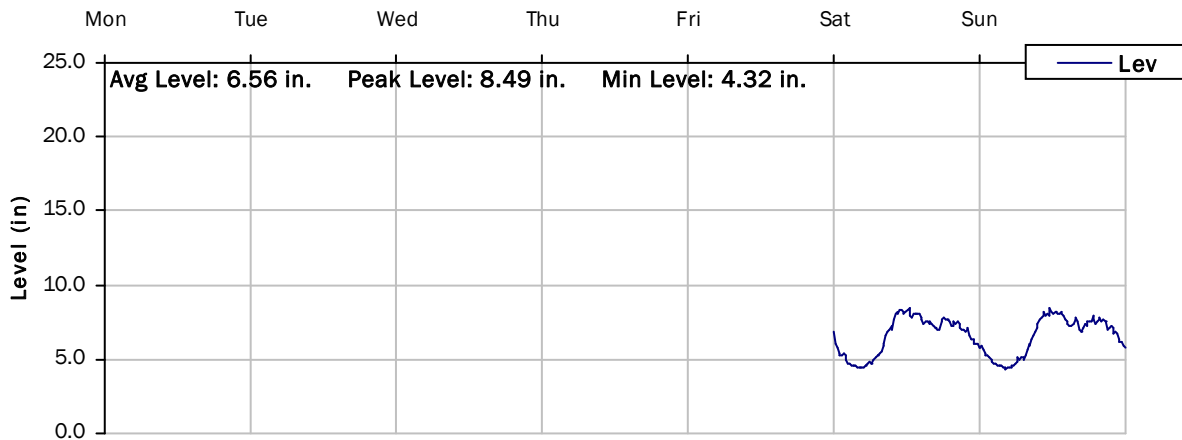 Mon Tue Wed Thu Fri Sat Sun
25.0
Avg Level: 6.56 in. Peak Level: 8.49 in. Min Level: 4.32 in.
Lev
20.0
15.0
10.0
5.0
0.0
Level (in)